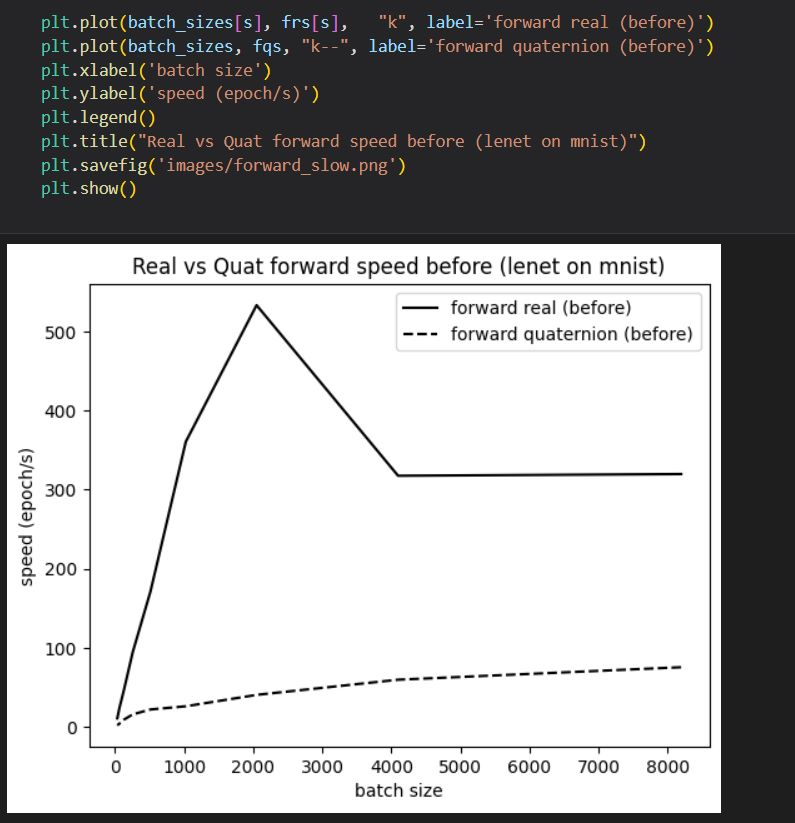 plt.plot(batch_sizes[s], frs[s],   "k", label='forward real (before)')
plt.plot(batch_sizes, fqs, "k--", label='forward quaternion (before)')
plt.xlabel('batch size')
plt.ylabel('speed (epoch/s)')
plt.legend()
plt.title("Real vs Quat forward speed before (lenet on mnist)")
plt.savefig('images/forward_slow.png')
plt.show()
Real vs Quat forward speed before (lenet on mnist)
forward real (before)
forward quaternion (before)
500
400
300
200
100
0
speed (epoch/s)
0 1000 2000 3000 4000 5000 6000 7000 8000
batch size